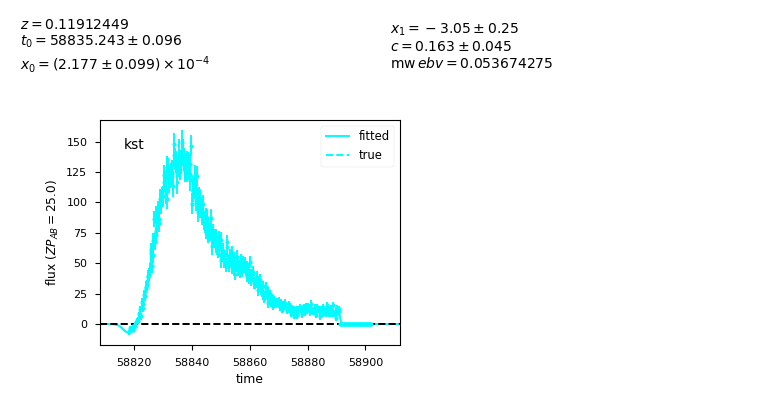 z = 0.11912449
t₀ = 58835.243 ± 0.096
x₀ = (2.177 ± 0.099) × 10⁻⁴
x₁ = −3.05 ± 0.25
c = 0.163 ± 0.045
mw ebv = 0.053674275
kst
fitted
true
flux (ZP_AB = 25.0)
150
125
100
75
50
25
0
58820 58840 58860 58880 58900
time